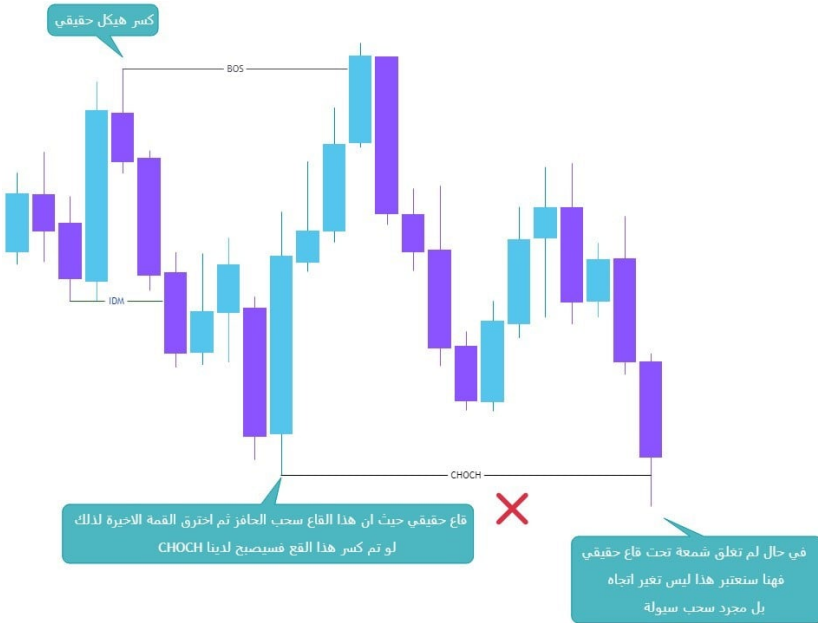 كسر هيكل حقيقي
BOS
IDM
CHOCH
قاع حقيقي حيث ان هذا القاع سحب الحافز ثم اخترق القمة الاخيرة لذلك
لو تم كسر هذا القع فسيصبح لدينا CHOCH
في حال لم تغلق شمعة تحت قاع حقيقي
فهنا سنعتبر هذا ليس تغير اتجاه
بل مجرد سحب سيولة